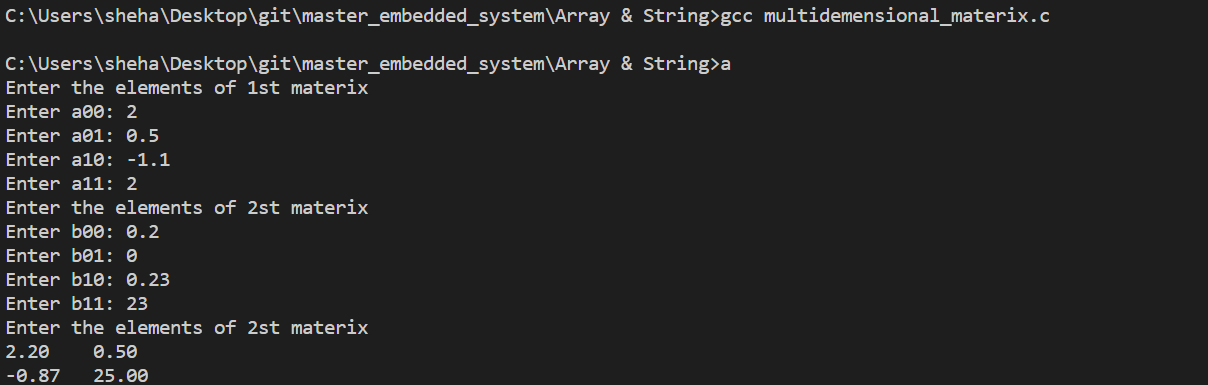 C:\Users\sheha\Desktop\git\master_embedded_system\Array & String>gcc multidemensional_materix.c
C:\Users\sheha\Desktop\git\master_embedded_system\Array & String>a
Enter the elements of 1st materix
Enter a00: 2
Enter a01: 0.5
Enter a10: -1.1
Enter a11: 2
Enter the elements of 2st materix
Enter b00: 0.2
Enter b01: 0
Enter b10: 0.23
Enter b11: 23
Enter the elements of 2st materix
2.20    0.50
-0.87   25.00